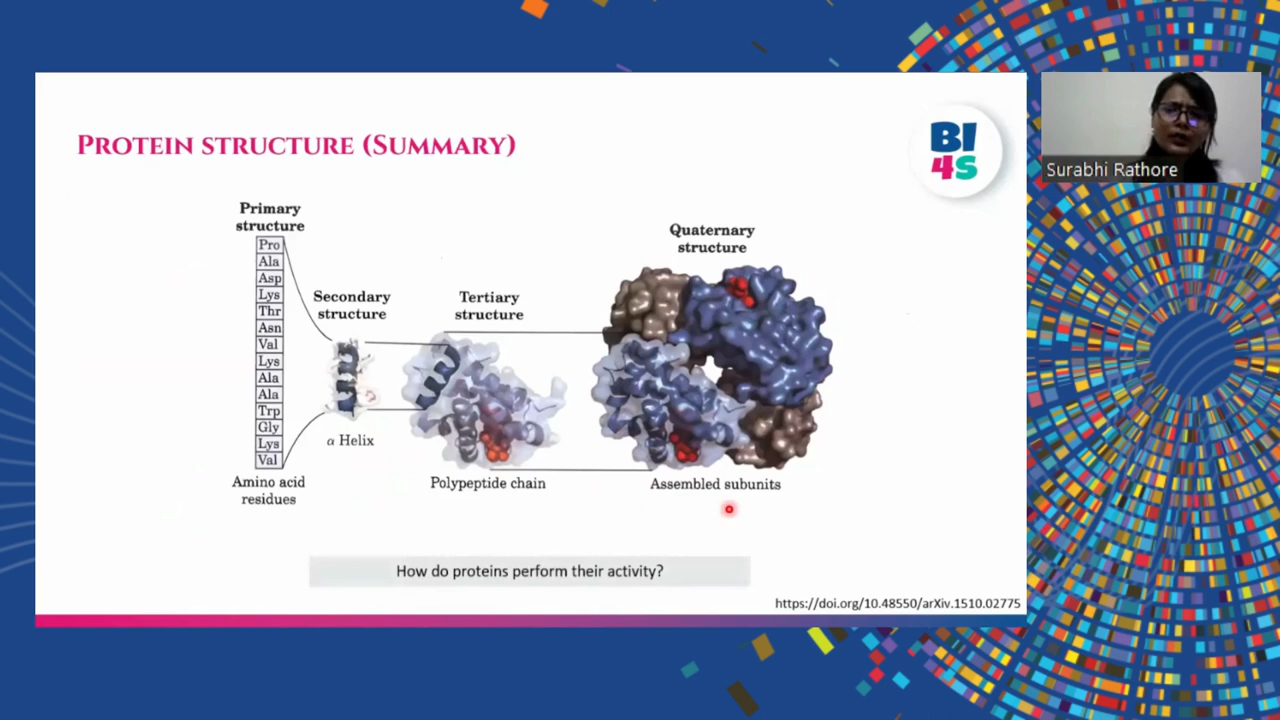 PROTEIN STRUCTURE (SUMMARY)
BI
4S
Surabhi Rathore
Primary
structure
Pro
Ala
Asp
Lys
Thr
Asn
Val
Lys
Ala
Ala
Trp
Gly
Lys
Val
Amino acid
residues
Secondary
structure
α Helix
Tertiary
structure
Polypeptide chain
Quaternary
structure
Assembled subunits
How do proteins perform their activity?
https://doi.org/10.48550/arXiv.1510.02775